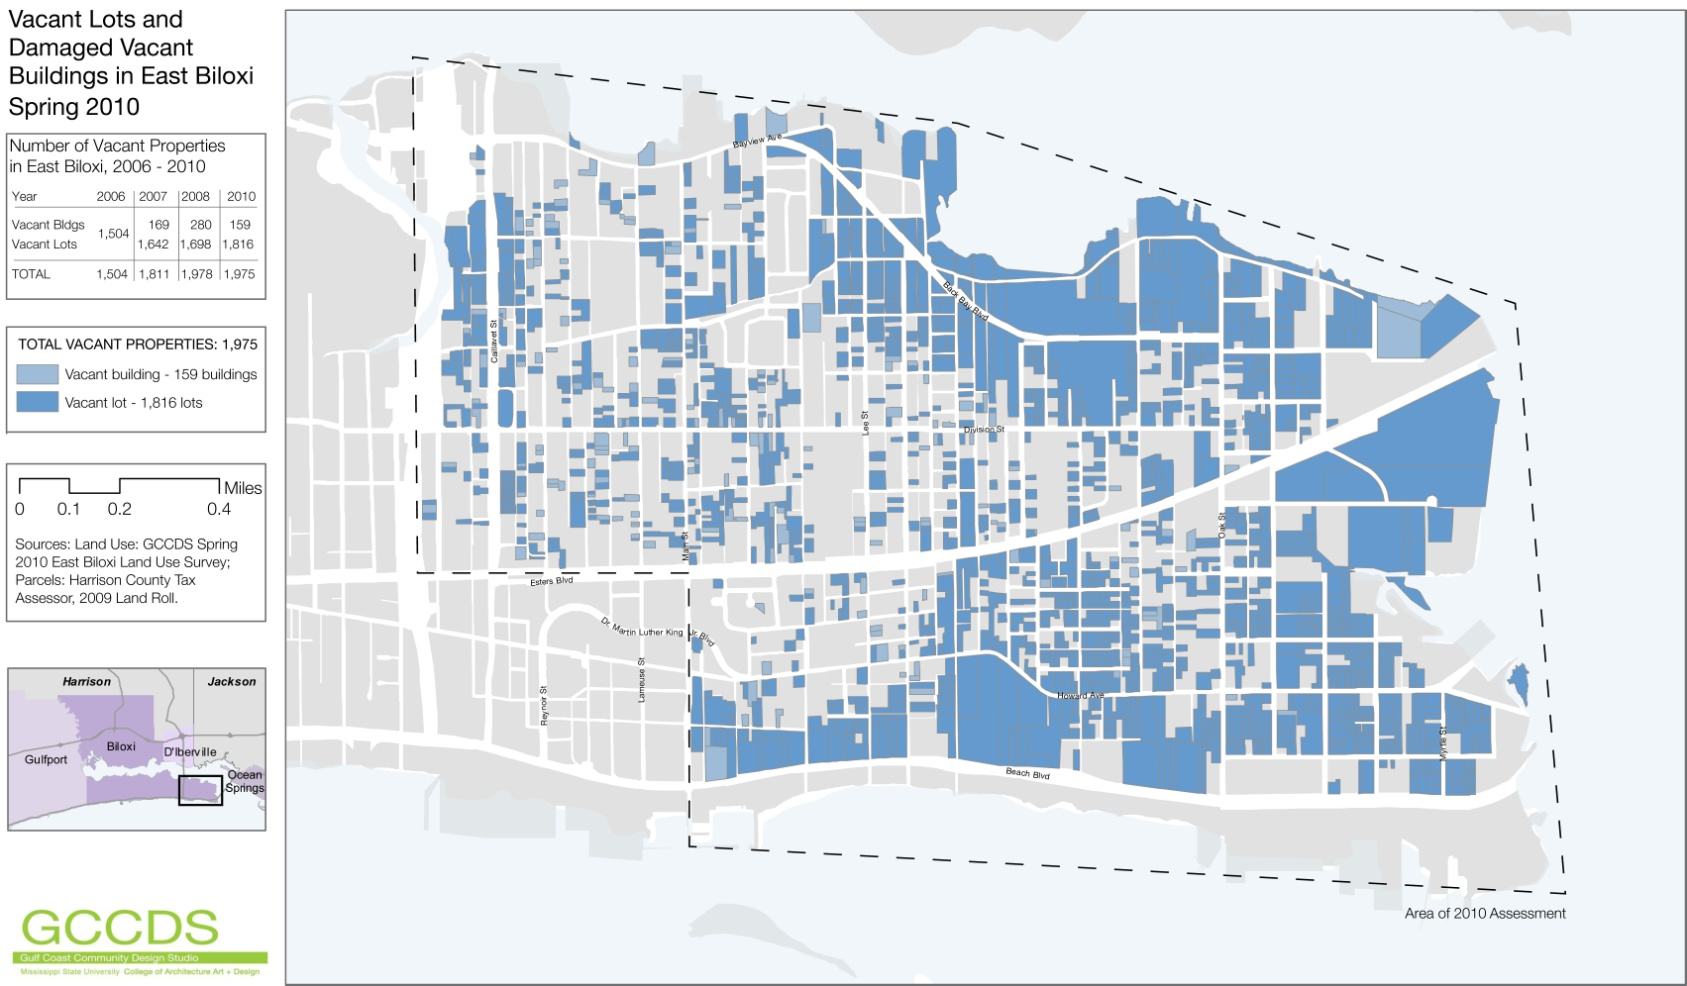 Vacant Lots and
Damaged Vacant
Buildings in East Biloxi
Spring 2010
Number of Vacant Properties
in East Biloxi, 2006 - 2010
Year 2006 2007 2008 2010
Vacant Bldgs 169 280 159
1,504
Vacant Lots 1,642 1,698 1,816
TOTAL 1,504 1,811 1,978 1,975
TOTAL VACANT PROPERTIES: 1,975
Vacant building - 159 buildings
Vacant lot - 1,816 lots
Miles
0 0.1 0.2 0.4
Sources: Land Use: GCCDS Spring
2010 East Biloxi Land Use Survey;
Parcels: Harrison County Tax
Assessor, 2009 Land Roll.
Harrison Jackson
Biloxi
D'Iberville
Gulfport
Ocean
Springs
GCCDS
Gulf Coast Community Design Studio
Mississippi State University College of Architecture Art + Design
Bayview Ave
Back Bay Blvd
Caillavet St
Lee St
Division St
Oak St
Main St
Esters Blvd
Dr. Martin Luther King Jr. Blvd
Lameuse St
Reynoir St
Howard Ave
Myrtle St
Beach Blvd
Area of 2010 Assessment